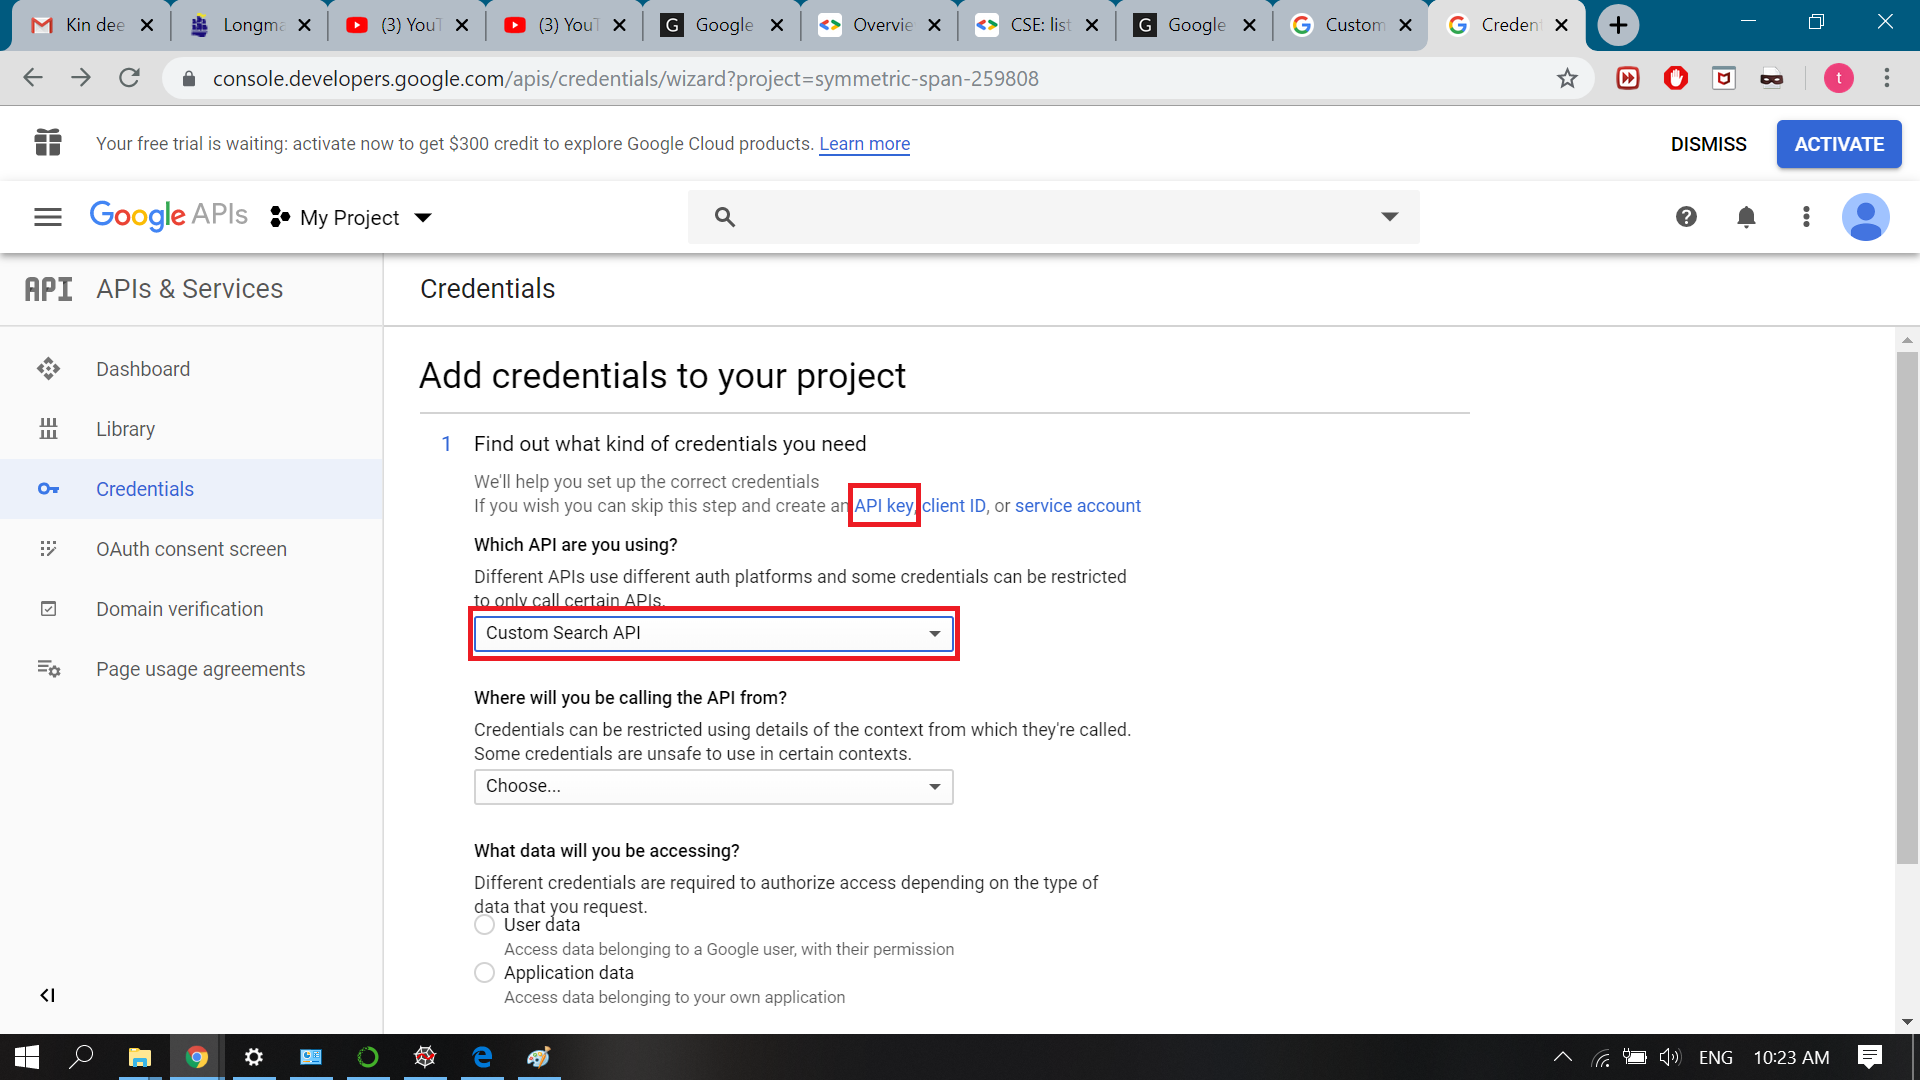 Kin dee
Longma
(3) YouT
(3) YouT
Google
Overvie
CSE: list
Google
Custom
Creden
console.developers.google.com/apis/credentials/wizard?project=symmetric-span-259808
t
Your free trial is waiting: activate now to get $300 credit to explore Google Cloud products. Learn more
DISMISS
ACTIVATE
Google APIs
My Project
API APIs & Services
Credentials
Dashboard
Library
Credentials
OAuth consent screen
Domain verification
Page usage agreements
Add credentials to your project
1 Find out what kind of credentials you need
We'll help you set up the correct credentials
If you wish you can skip this step and create an API key, client ID, or service account
Which API are you using?
Different APIs use different auth platforms and some credentials can be restricted
to only call certain APIs.
Custom Search API
Where will you be calling the API from?
Credentials can be restricted using details of the context from which they're called.
Some credentials are unsafe to use in certain contexts.
Choose...
What data will you be accessing?
Different credentials are required to authorize access depending on the type of
data that you request.
User data
Access data belonging to a Google user, with their permission
Application data
Access data belonging to your own application
ENG
10:23 AM